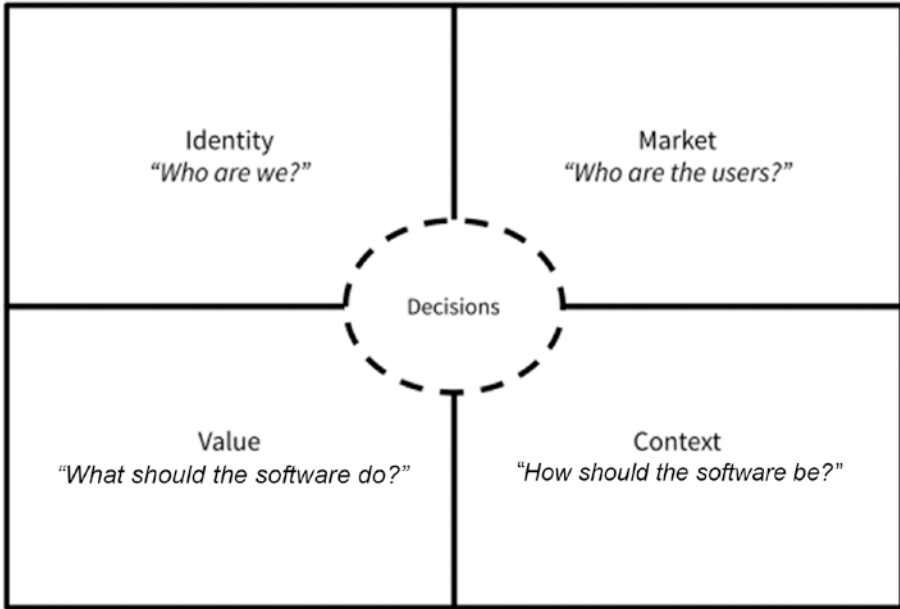 Identity
“Who are we?”
Market
“Who are the users?”
Decisions
Value
“What should the software do?”
Context
“How should the software be?”